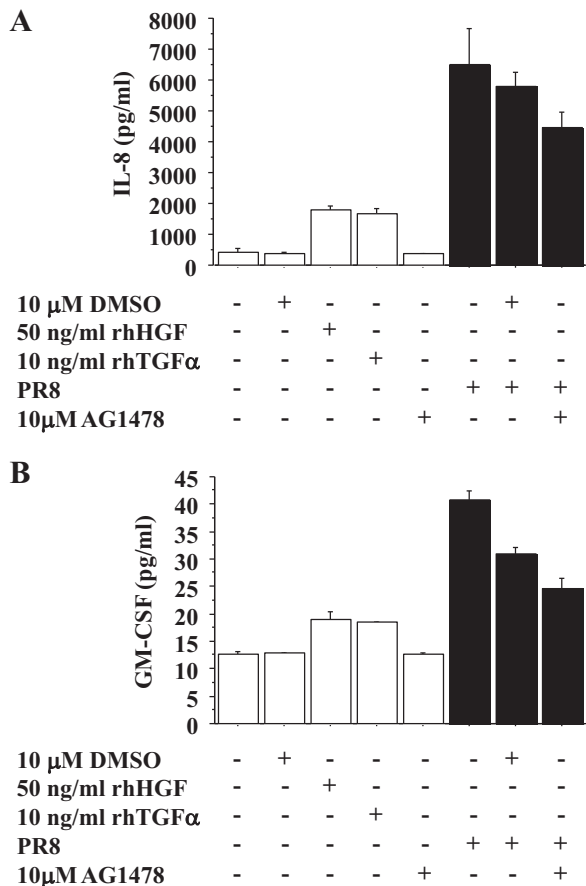 A
IL-8 (pg/ml)
8000
7000
6000
5000
4000
3000
2000
1000
0
10 μM DMSO - + - - - - + -
50 ng/ml rhHGF - - + - - - - -
10 ng/ml rhTGFα - - - + - - - -
PR8 - - - - - + + +
10μM AG1478 - - - - + - - +
B
GM-CSF (pg/ml)
45
40
35
30
25
20
15
10
5
0
10 μM DMSO - + - - - - + -
50 ng/ml rhHGF - - + - - - - -
10 ng/ml rhTGFα - - - + - - - -
PR8 - - - - - + + +
10μM AG1478 - - - - + - - +